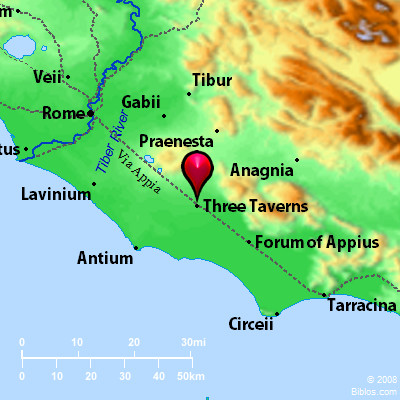 m
Veii
Tibur
Gabii
Rome
Tiber River
Praenesta
tus
Via Appia
Anagnia
Lavinium
Three Taverns
Forum of Appius
Antium
Tarracina
Circeii
0 10 20 30mi
0 10 20 30 40 50km
© 2008
Biblos.com